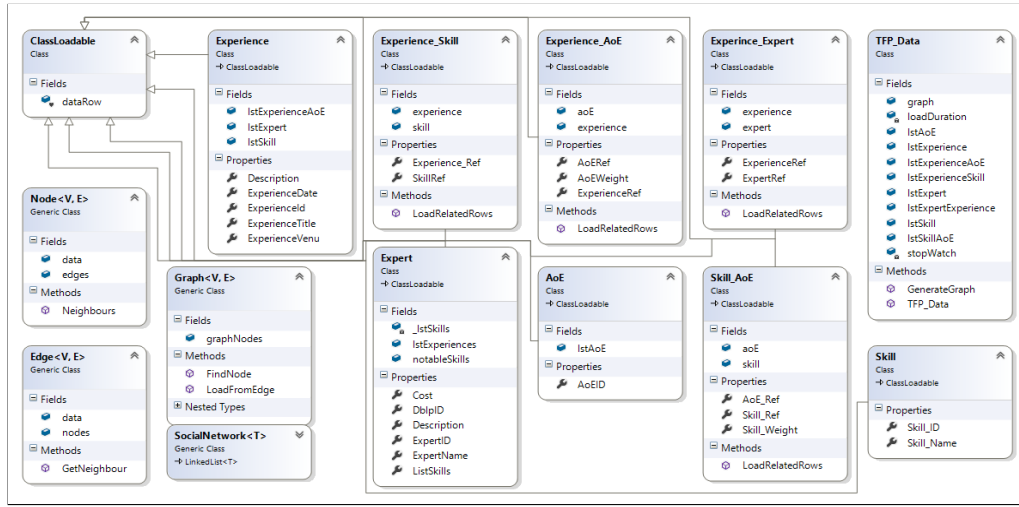 ClassLoadable
Class
Fields
dataRow
Experience
Class
ClassLoadable
Fields
lstExperienceAoE
lstExpert
lstSkill
Properties
Description
ExperienceDate
ExperienceId
ExperienceTitle
ExperienceVenu
Experience_Skill
Class
ClassLoadable
Fields
experience
skill
Properties
Experience_Ref
SkillRef
Methods
LoadRelatedRows
Experience_AoE
Class
ClassLoadable
Fields
aoE
experience
Properties
AoERef
AoEWeight
ExperienceRef
Methods
LoadRelatedRows
Experince_Expert
Class
ClassLoadable
Fields
experience
expert
Properties
ExperienceRef
ExpertRef
Methods
LoadRelatedRows
TFP_Data
Class
Fields
graph
loadDuration
lstAoE
lstExperience
lstExperienceAoE
lstExperienceSkill
lstExpert
lstExpertExperience
lstSkill
lstSkillAoE
stopWatch
Methods
GenerateGraph
TFP_Data
Node<V, E>
Generic Class
Fields
data
edges
Methods
Neighbours
Graph<V, E>
Generic Class
Fields
graphNodes
Methods
FindNode
LoadFromEdge
Nested Types
Expert
Class
ClassLoadable
Fields
_lstSkills
lstExperiences
notableSkills
Properties
Cost
DblpID
Description
ExpertID
ExpertName
ListSkills
AoE
Class
ClassLoadable
Fields
lstAoE
Properties
AoEID
Skill_AoE
Class
ClassLoadable
Fields
aoE
skill
Properties
AoE_Ref
Skill_Ref
Skill_Weight
Methods
LoadRelatedRows
Edge<V, E>
Generic Class
Fields
data
nodes
Methods
GetNeighbour
SocialNetwork<T>
Generic Class
LinkedList<T>
Skill
Class
ClassLoadable
Properties
Skill_ID
Skill_Name